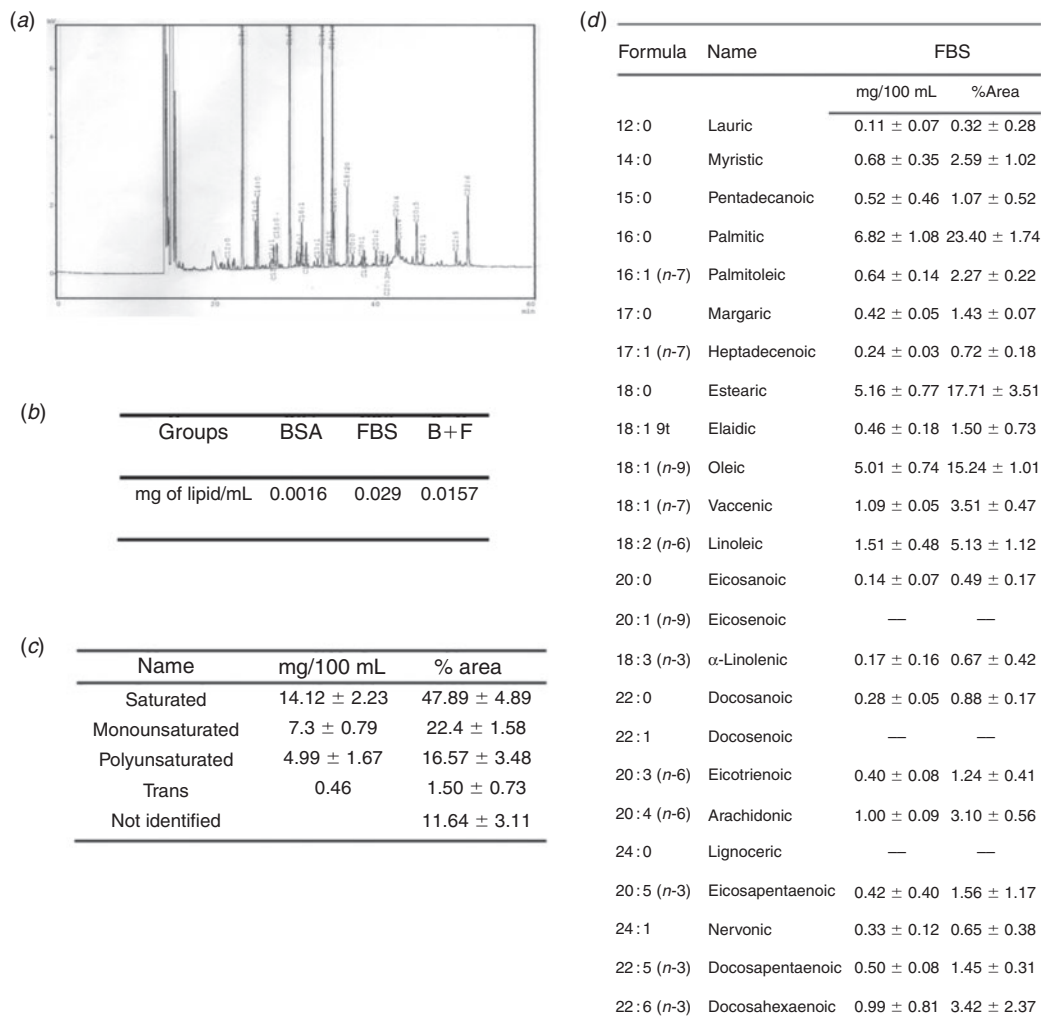 (a)
0
20
60
min
(b)
Groups BSA FBS B+F
mg of lipid/mL 0.0016 0.029 0.0157
(c)
Name mg/100 mL % area
Saturated 14.12 ± 2.23 47.89 ± 4.89
Monounsaturated 7.3 ± 0.79 22.4 ± 1.58
Polyunsaturated 4.99 ± 1.67 16.57 ± 3.48
Trans 0.46 1.50 ± 0.73
Not identified 11.64 ± 3.11
(d)
Formula Name FBS
mg/100 mL %Area
12:0 Lauric 0.11 ± 0.07 0.32 ± 0.28
14:0 Myristic 0.68 ± 0.35 2.59 ± 1.02
15:0 Pentadecanoic 0.52 ± 0.46 1.07 ± 0.52
16:0 Palmitic 6.82 ± 1.08 23.40 ± 1.74
16:1 (n-7) Palmitoleic 0.64 ± 0.14 2.27 ± 0.22
17:0 Margaric 0.42 ± 0.05 1.43 ± 0.07
17:1 (n-7) Heptadecenoic 0.24 ± 0.03 0.72 ± 0.18
18:0 Estearic 5.16 ± 0.77 17.71 ± 3.51
18:1 9t Elaidic 0.46 ± 0.18 1.50 ± 0.73
18:1 (n-9) Oleic 5.01 ± 0.74 15.24 ± 1.01
18:1 (n-7) Vaccenic 1.09 ± 0.05 3.51 ± 0.47
18:2 (n-6) Linoleic 1.51 ± 0.48 5.13 ± 1.12
20:0 Eicosanoic 0.14 ± 0.07 0.49 ± 0.17
20:1 (n-9) Eicosenoic — —
18:3 (n-3) α-Linolenic 0.17 ± 0.16 0.67 ± 0.42
22:0 Docosanoic 0.28 ± 0.05 0.88 ± 0.17
22:1 Docosenoic — —
20:3 (n-6) Eicotrienoic 0.40 ± 0.08 1.24 ± 0.41
20:4 (n-6) Arachidonic 1.00 ± 0.09 3.10 ± 0.56
24:0 Lignoceric — —
20:5 (n-3) Eicosapentaenoic 0.42 ± 0.40 1.56 ± 1.17
24:1 Nervonic 0.33 ± 0.12 0.65 ± 0.38
22:5 (n-3) Docosapentaenoic 0.50 ± 0.08 1.45 ± 0.31
22:6 (n-3) Docosahexaenoic 0.99 ± 0.81 3.42 ± 2.37